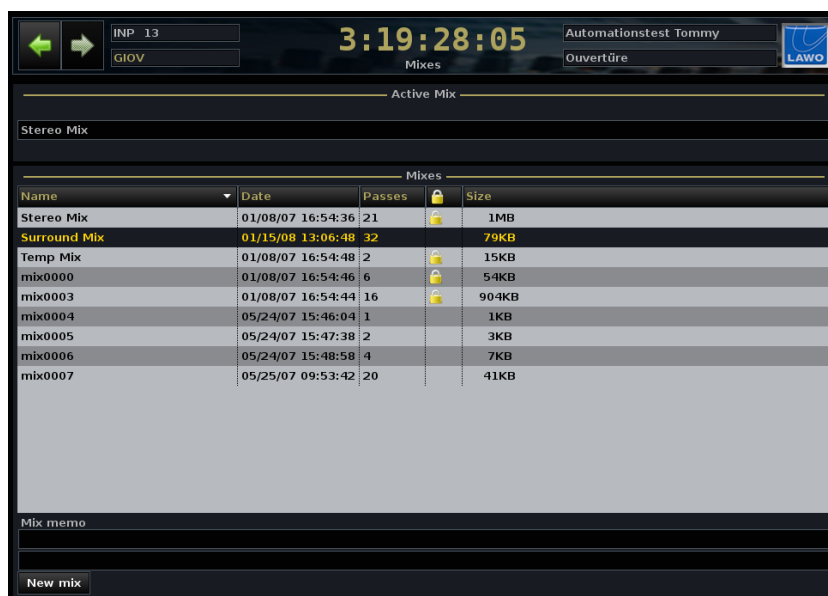 INP 13
3:19:28:05
Automationstest Tommy
GIOV
Mixes
Ouvertüre
LAWO
Active Mix
Stereo Mix
Mixes
Name Date Passes Size
Stereo Mix 01/08/07 16:54:36 21 1MB
Surround Mix 01/15/08 13:06:48 32 79KB
Temp Mix 01/08/07 16:54:48 2 15KB
mix0000 01/08/07 16:54:46 6 54KB
mix0003 01/08/07 16:54:44 16 904KB
mix0004 05/24/07 15:46:04 1 1KB
mix0005 05/24/07 15:47:38 2 3KB
mix0006 05/24/07 15:48:58 4 7KB
mix0007 05/25/07 09:53:42 20 41KB
Mix memo
New mix